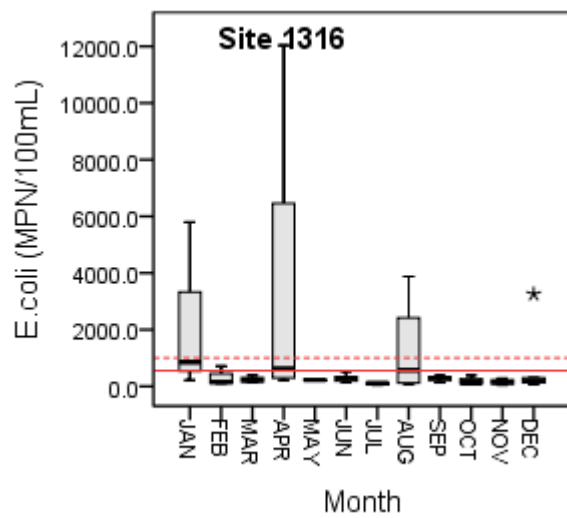 Site 1316
E.coli (MPN/100mL)
12000.0
10000.0
8000.0
6000.0
4000.0
2000.0
0.0
*
JAN
FEB
MAR
APR
MAY
JUN
JUL
AUG
SEP
OCT
NOV
DEC
Month